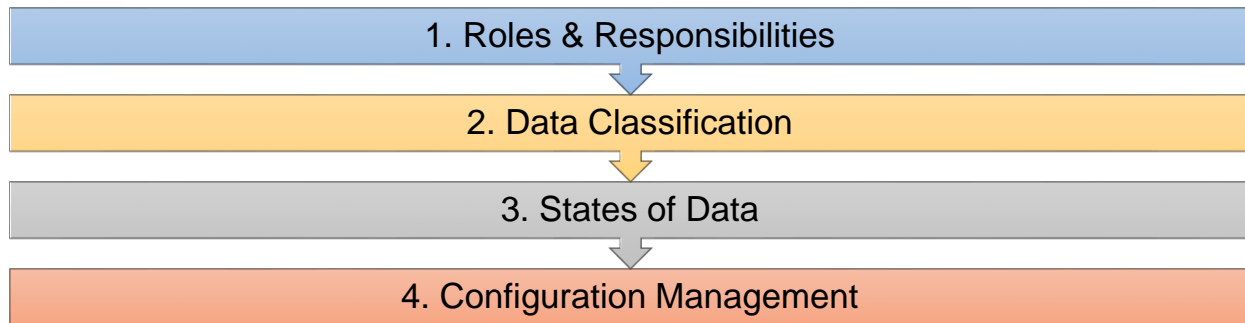 1. Roles & Responsibilities
2. Data Classification
3. States of Data
4. Configuration Management